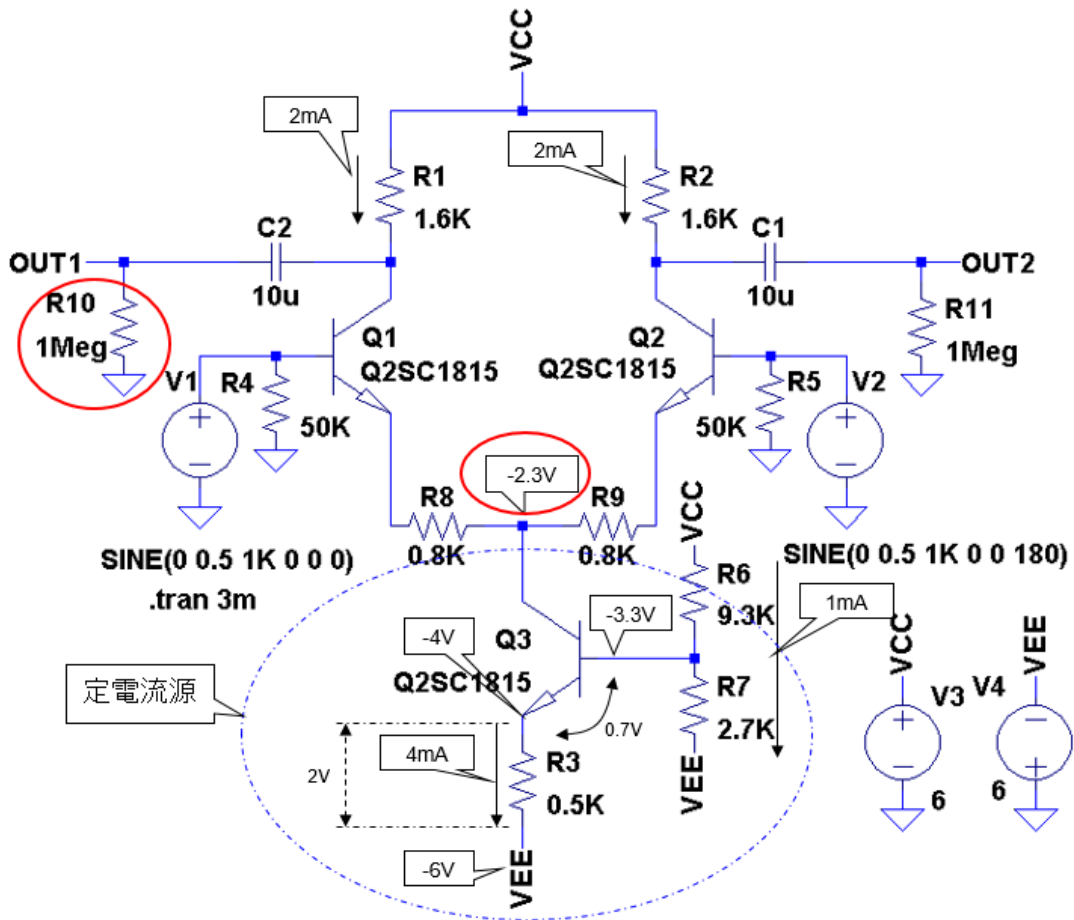 VCC
2mA
2mA
R1
1.6K
R2
1.6K
C2
10u
C1
10u
OUT1
OUT2
R10
1Meg
R11
1Meg
Q1
Q2SC1815
Q2
Q2SC1815
V1
R4
50K
R5
50K
V2
-2.3V
R8
0.8K
R9
0.8K
VCC
SINE(0 0.5 1K 0 0 0)
.tran 3m
SINE(0 0.5 1K 0 0 180)
R6
9.3K
1mA
-4V
Q3
Q2SC1815
-3.3V
定電流源
R7
2.7K
0.7V
VCC
VEE
V3
6
V4
6
2V
4mA
R3
0.5K
VEE
-6V
VEE